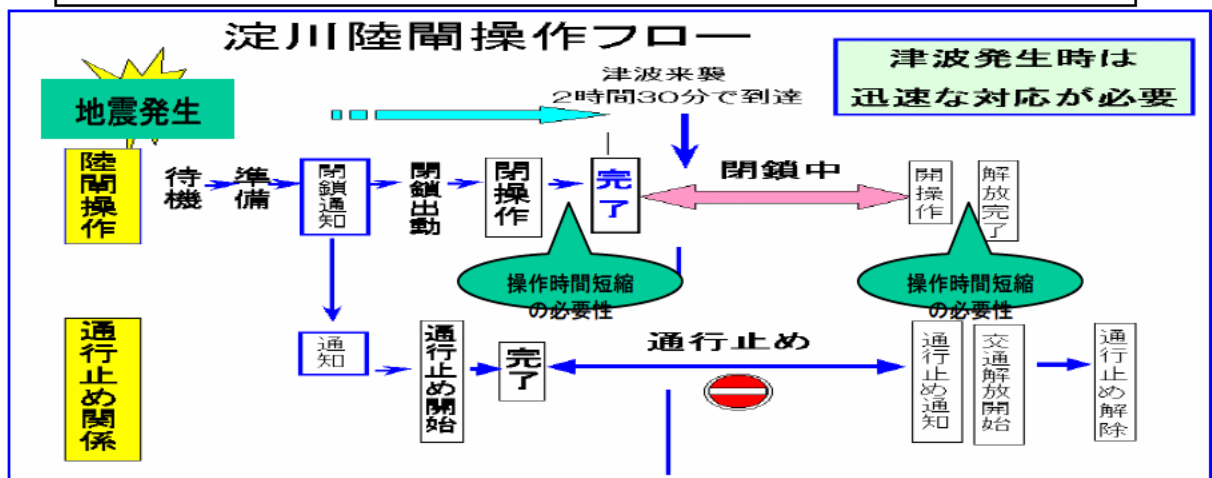 淀川陸閘操作フロー
津波発生時は
迅速な対応が必要
地震発生
津波来襲
2時間30分で到達
陸閘操作
待機
準備
閉鎖通知
閉鎖出動
閉操作
完了
閉鎖中
開操作
解放完了
操作時間短縮
の必要性
操作時間短縮
の必要性
通行止め関係
通知
通行止め開始
完了
通行止め
通行止め通知
交通解放開始
通行止め解除